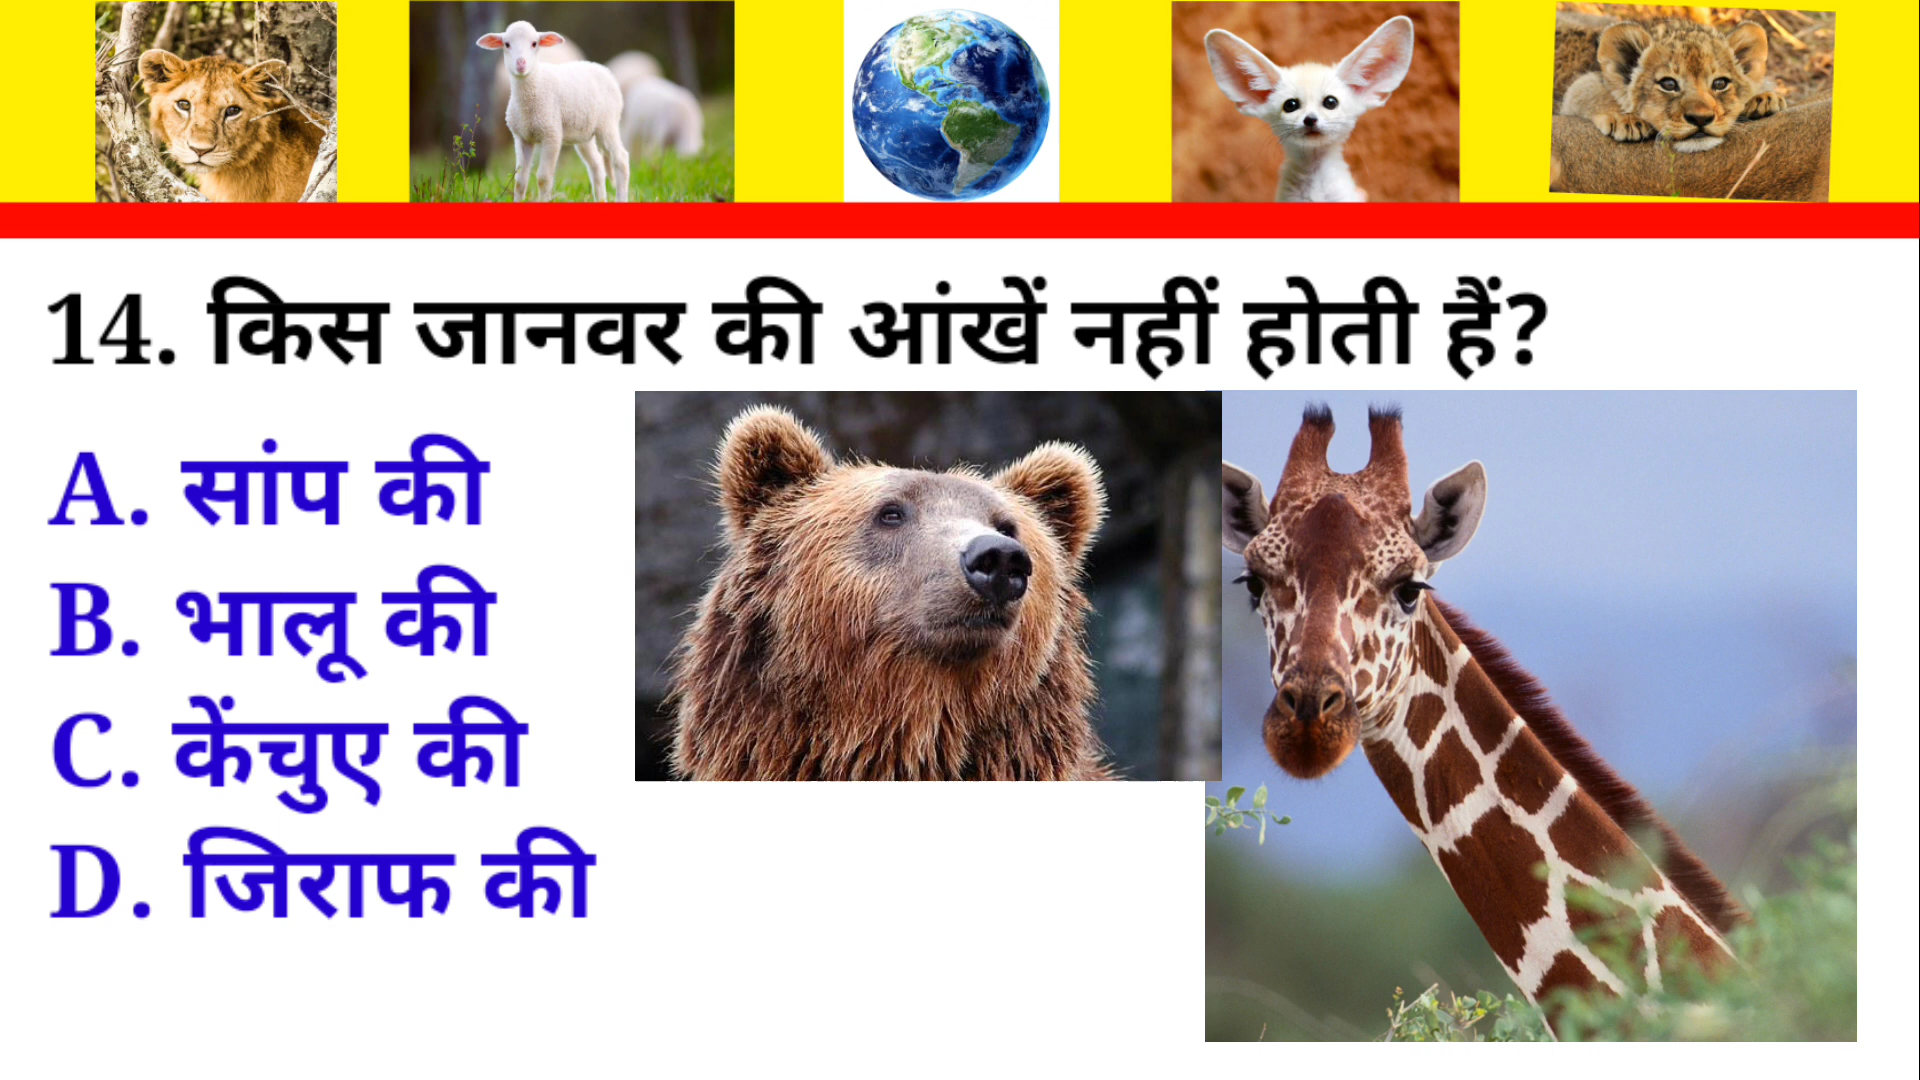 14. किस जानवर की आंखें नहीं होती हैं?
A. सांप की
B. भालू की
C. केंचुए की
D. जिराफ की